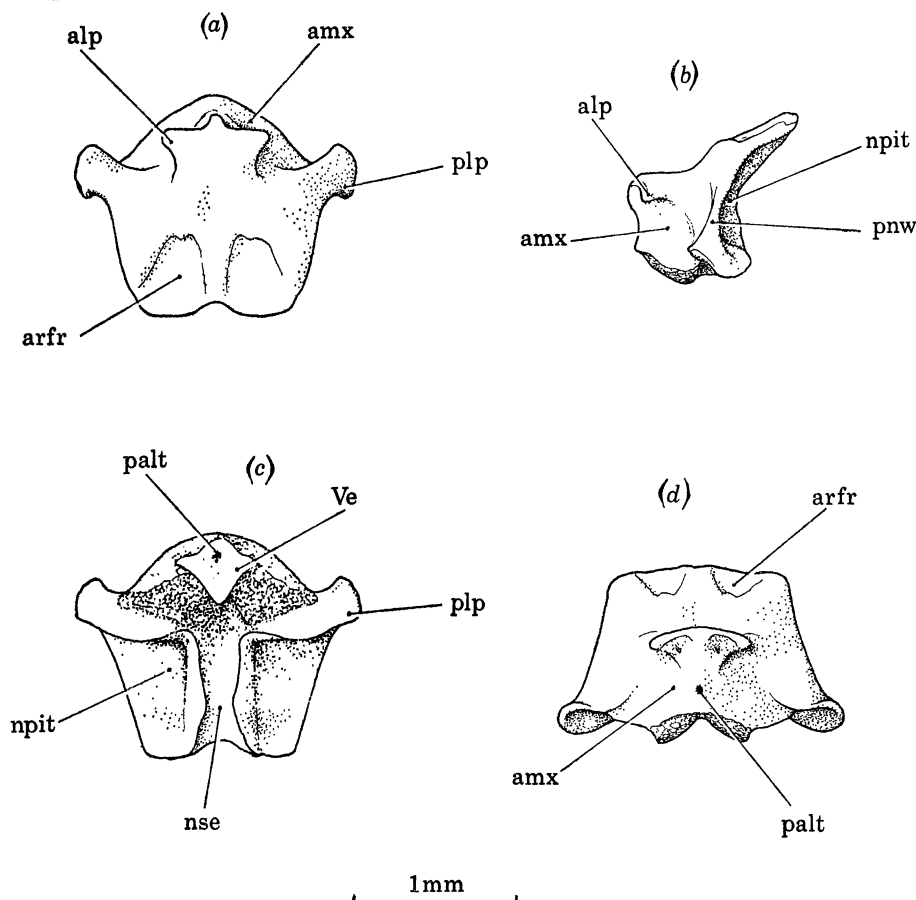 (a)
alp
amx
plp
arfr
(b)
alp
npit
amx
pnw
(c)
palt
Ve
plp
npit
nse
(d)
arfr
amx
palt
1mm